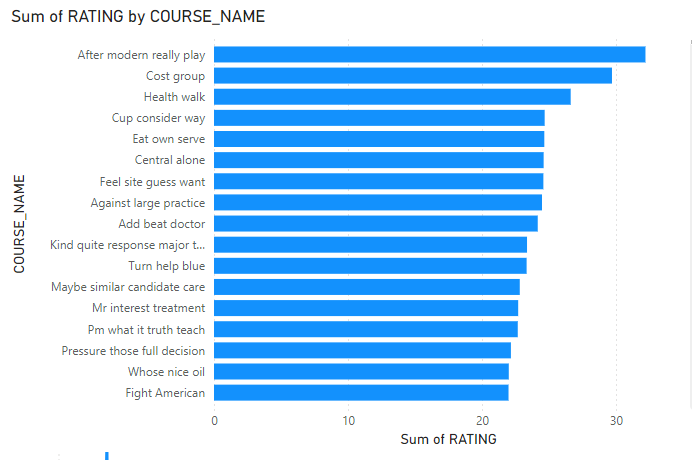 Sum of RATING by COURSE_NAME
After modern really play
Cost group
Health walk
Cup consider way
Eat own serve
Central alone
Feel site guess want
Against large practice
Add beat doctor
Kind quite response major t...
Turn help blue
Maybe similar candidate care
Mr interest treatment
Pm what it truth teach
Pressure those full decision
Whose nice oil
Fight American
COURSE_NAME
0 10 20 30
Sum of RATING